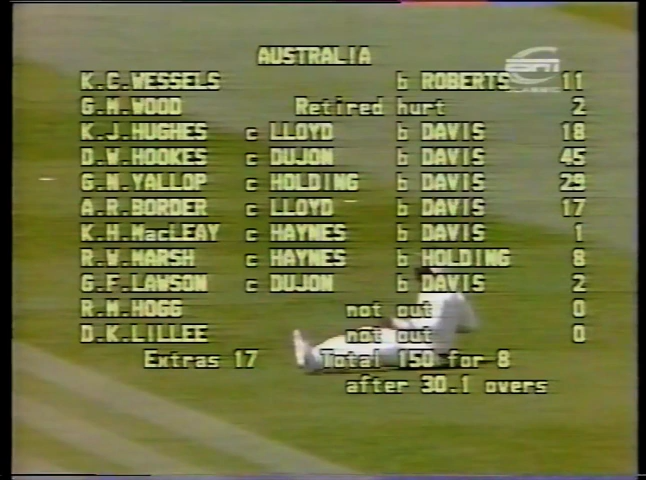 AUSTRALIA
ESPN
CLASSIC
K.C.WESSELS b ROBERTS 11
G.M.WOOD Retired hurt 2
K.J.HUGHES c LLOYD b DAVIS 18
D.W.HOOKES c DUJON b DAVIS 45
G.N.YALLOP c HOLDING b DAVIS 29
A.R.BORDER c LLOYD b DAVIS 17
K.H.MacLEAY c HAYNES b DAVIS 1
R.W.MARSH c HAYNES b HOLDING 8
G.F.LAWSON c DUJON b DAVIS 2
R.M.HOGG not out 0
D.K.LILLEE not out 0
Extras 17 Total 150 for 8
after 30.1 overs